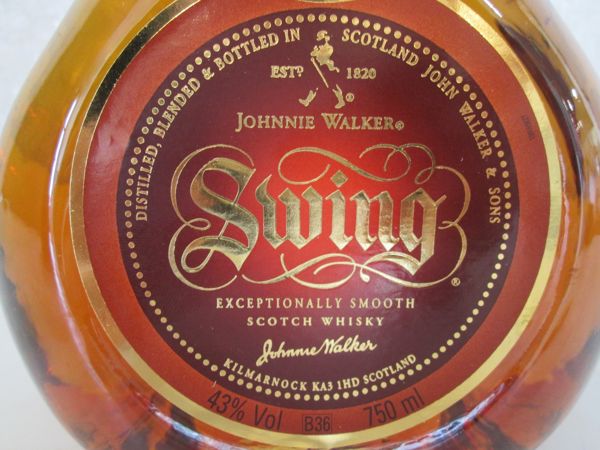 DISTILLED, BLENDED & BOTTLED IN SCOTLAND JOHN WALKER & SONS
ESTD 1820
JOHNNIE WALKER®
Swing®
EXCEPTIONALLY SMOOTH
SCOTCH WHISKY
Johnnie Walker
KILMARNOCK KA3 1HD SCOTLAND
43% Vol B36 750 ml